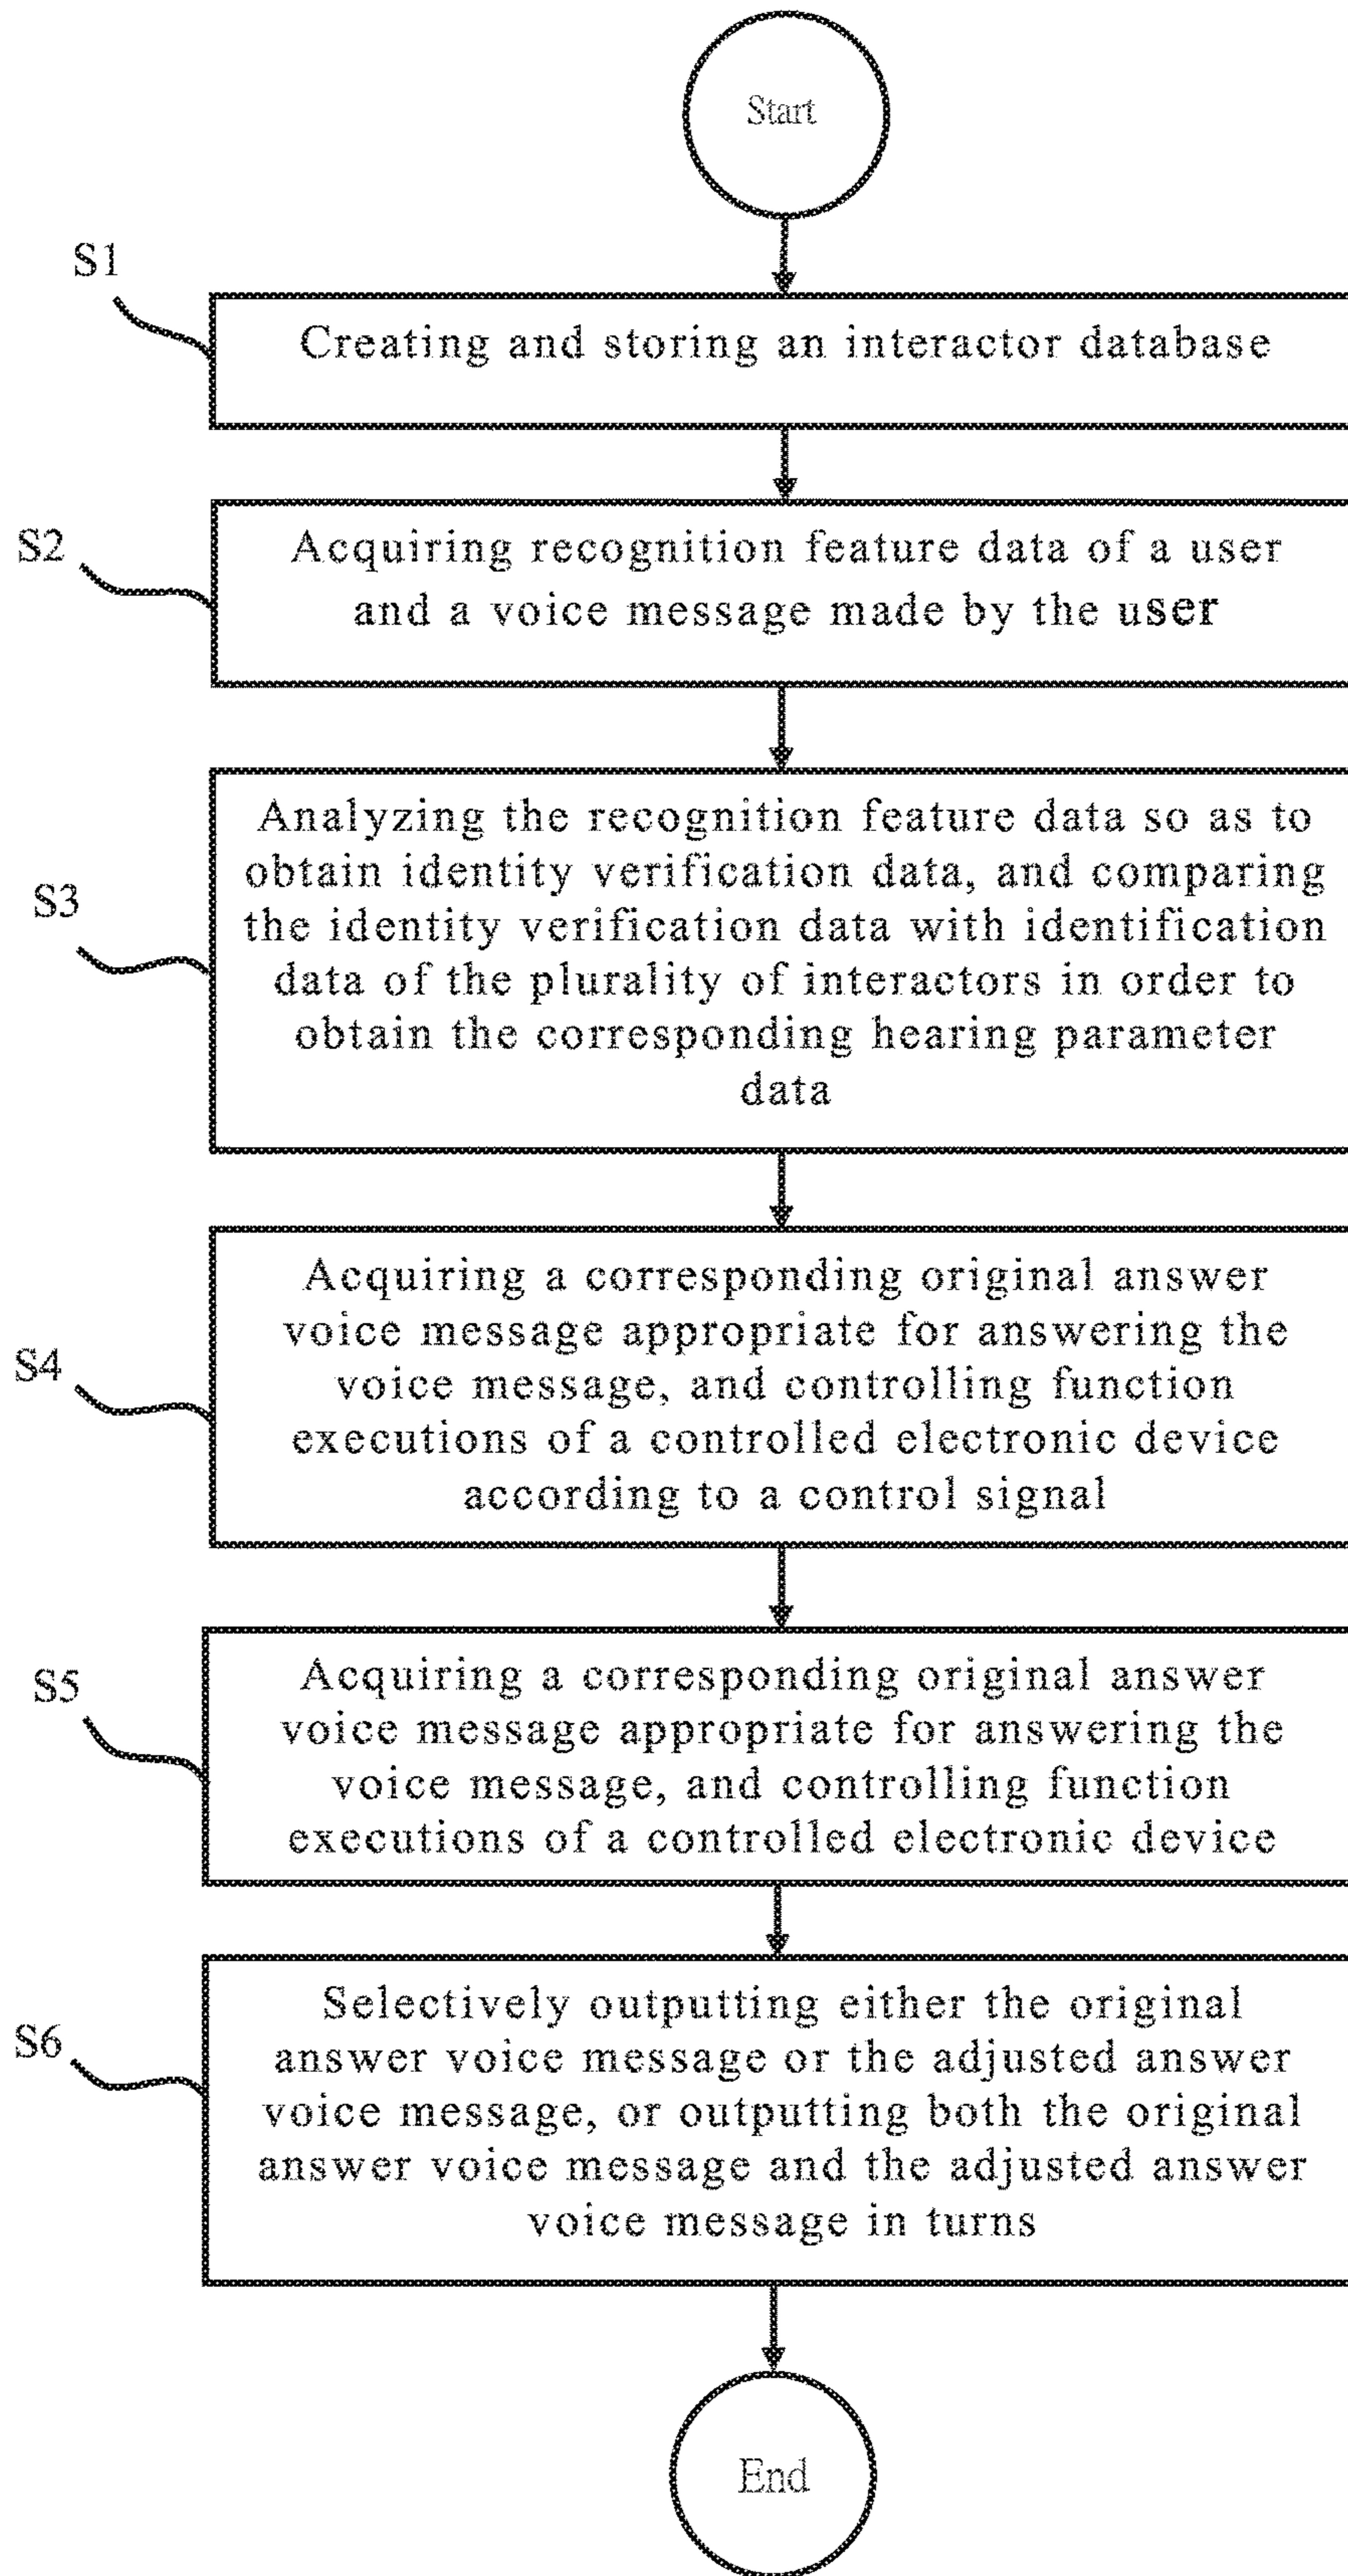 Start
S1
Creating and storing an interactor database
S2
Acquiring recognition feature data of a user
and a voice message made by the user
S3
Analyzing the recognition feature data so as to
obtain identity verification data, and comparing
the identity verification data with identification
data of the plurality of interactors in order to
obtain the corresponding hearing parameter
data
S4
Acquiring a corresponding original answer
voice message appropriate for answering the
voice message, and controlling function
executions of a controlled electronic device
according to a control signal
S5
Acquiring a corresponding original answer
voice message appropriate for answering the
voice message, and controlling function
executions of a controlled electronic device
S6
Selectively outputting either the original
answer voice message or the adjusted answer
voice message, or outputting both the original
answer voice message and the adjusted answer
voice message in turns
End